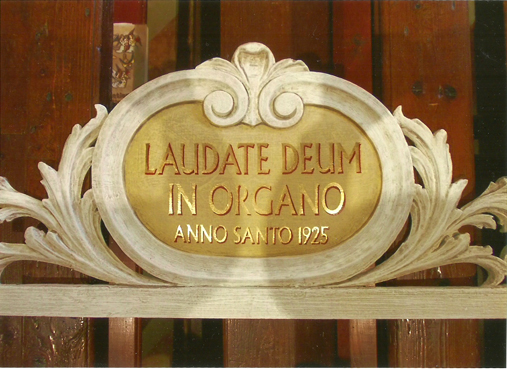 LAUDATE DEUM
IN ORGANO
ANNO SANTO 1925